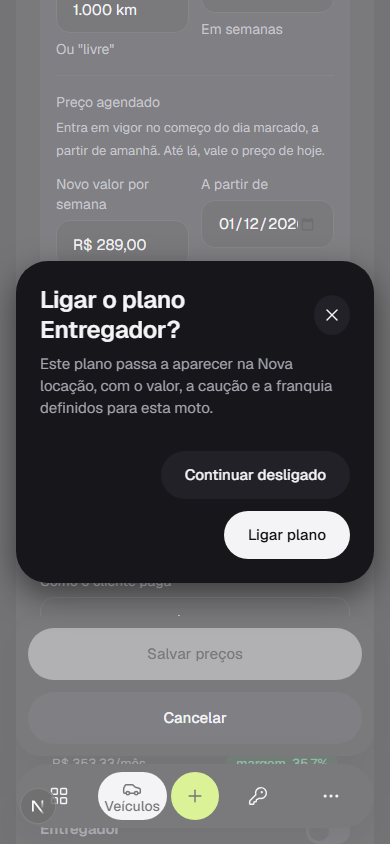 1.000 km
Em semanas
Ou "livre"
Preço agendado
Entra em vigor no começo do dia marcado, a
partir de amanhã. Até lá, vale o preço de hoje.
Novo valor por
semana
A partir de
R$ 289,00
Ligar o plano
Entregador?
Este plano passa a aparecer na Nova
locação, com o valor, a caução e a franquia
definidos para esta moto.
Continuar desligado
Ligar plano
Como o cliente paga
Salvar preços
Cancelar
R$ 353,33/mês
margem 35,7%
N
Veículos
Entregador